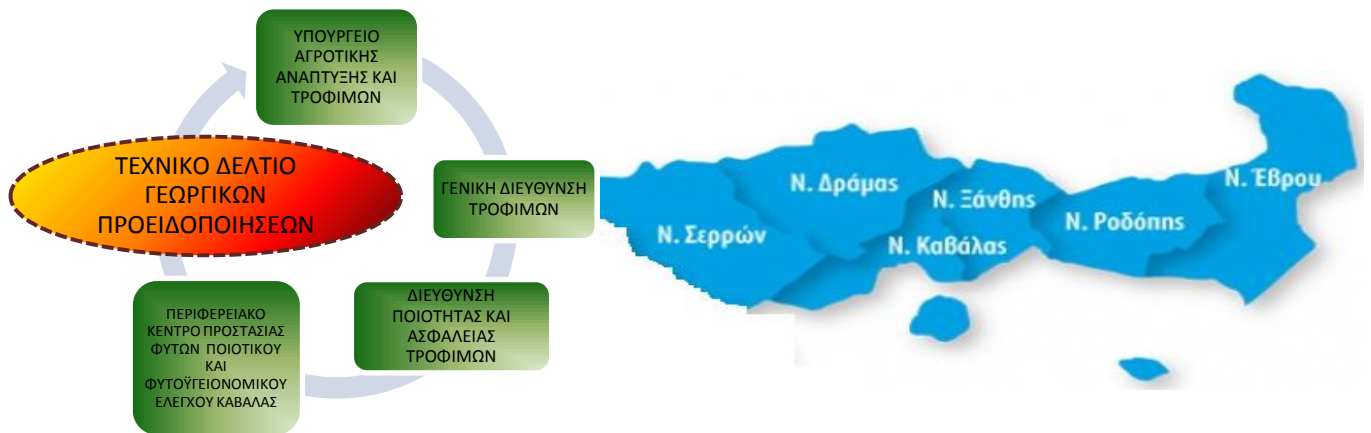 ΥΠΟΥΡΓΕΙΟ
ΑΓΡΟΤΙΚΗΣ
ΑΝΑΠΤΥΞΗΣ ΚΑΙ
ΤΡΟΦΙΜΩΝ
ΤΕΧΝΙΚΟ ΔΕΛΤΙΟ
ΓΕΩΡΓΙΚΩΝ
ΠΡΟΕΙΔΟΠΟΙΗΣΕΩΝ
ΓΕΝΙΚΗ ΔΙΕΥΘΥΝΣΗ
ΤΡΟΦΙΜΩΝ
ΔΙΕΥΘΥΝΣΗ
ΠΟΙΟΤΗΤΑΣ ΚΑΙ
ΑΣΦΑΛΕΙΑΣ
ΤΡΟΦΙΜΩΝ
ΠΕΡΙΦΕΡΕΙΑΚΟ
ΚΕΝΤΡΟ ΠΡΟΣΤΑΣΙΑΣ
ΦΥΤΩΝ ΠΟΙΟΤΙΚΟΥ
ΚΑΙ
ΦΥΤΟΫΓΕΙΟΝΟΜΙΚΟΥ
ΕΛΕΓΧΟΥ ΚΑΒΑΛΑΣ
Ν. Σερρών
Ν. Δράμας
Ν. Ξάνθης
Ν. Καβάλας
Ν. Ροδόπης
Ν. Έβρου